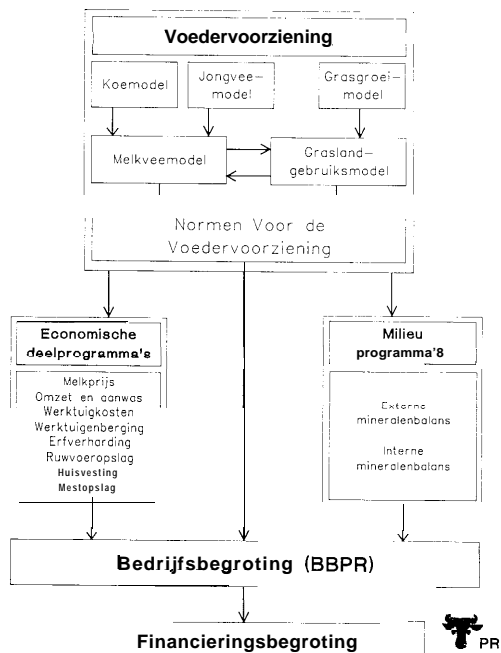 Voedervoorziening
Koemodel
Jongvee-
model
Grasgroei-
model
Melkveemodel
Grasland-
gebruiksmodel
Normen Voor de
Voedervoorziening
Economische
deelprogramma's
Melkprijs
Omzet en aanwas
Werktuigkosten
Werktuigenberging
Erfverharding
Ruwvoeropslag
Huisvesting
Mestopslag
Milieu
programma'8
Externe
mineralenbalans
Interne
mineralenbalans
Bedrijfsbegroting (BBPR)
Financieringsbegroting
PR